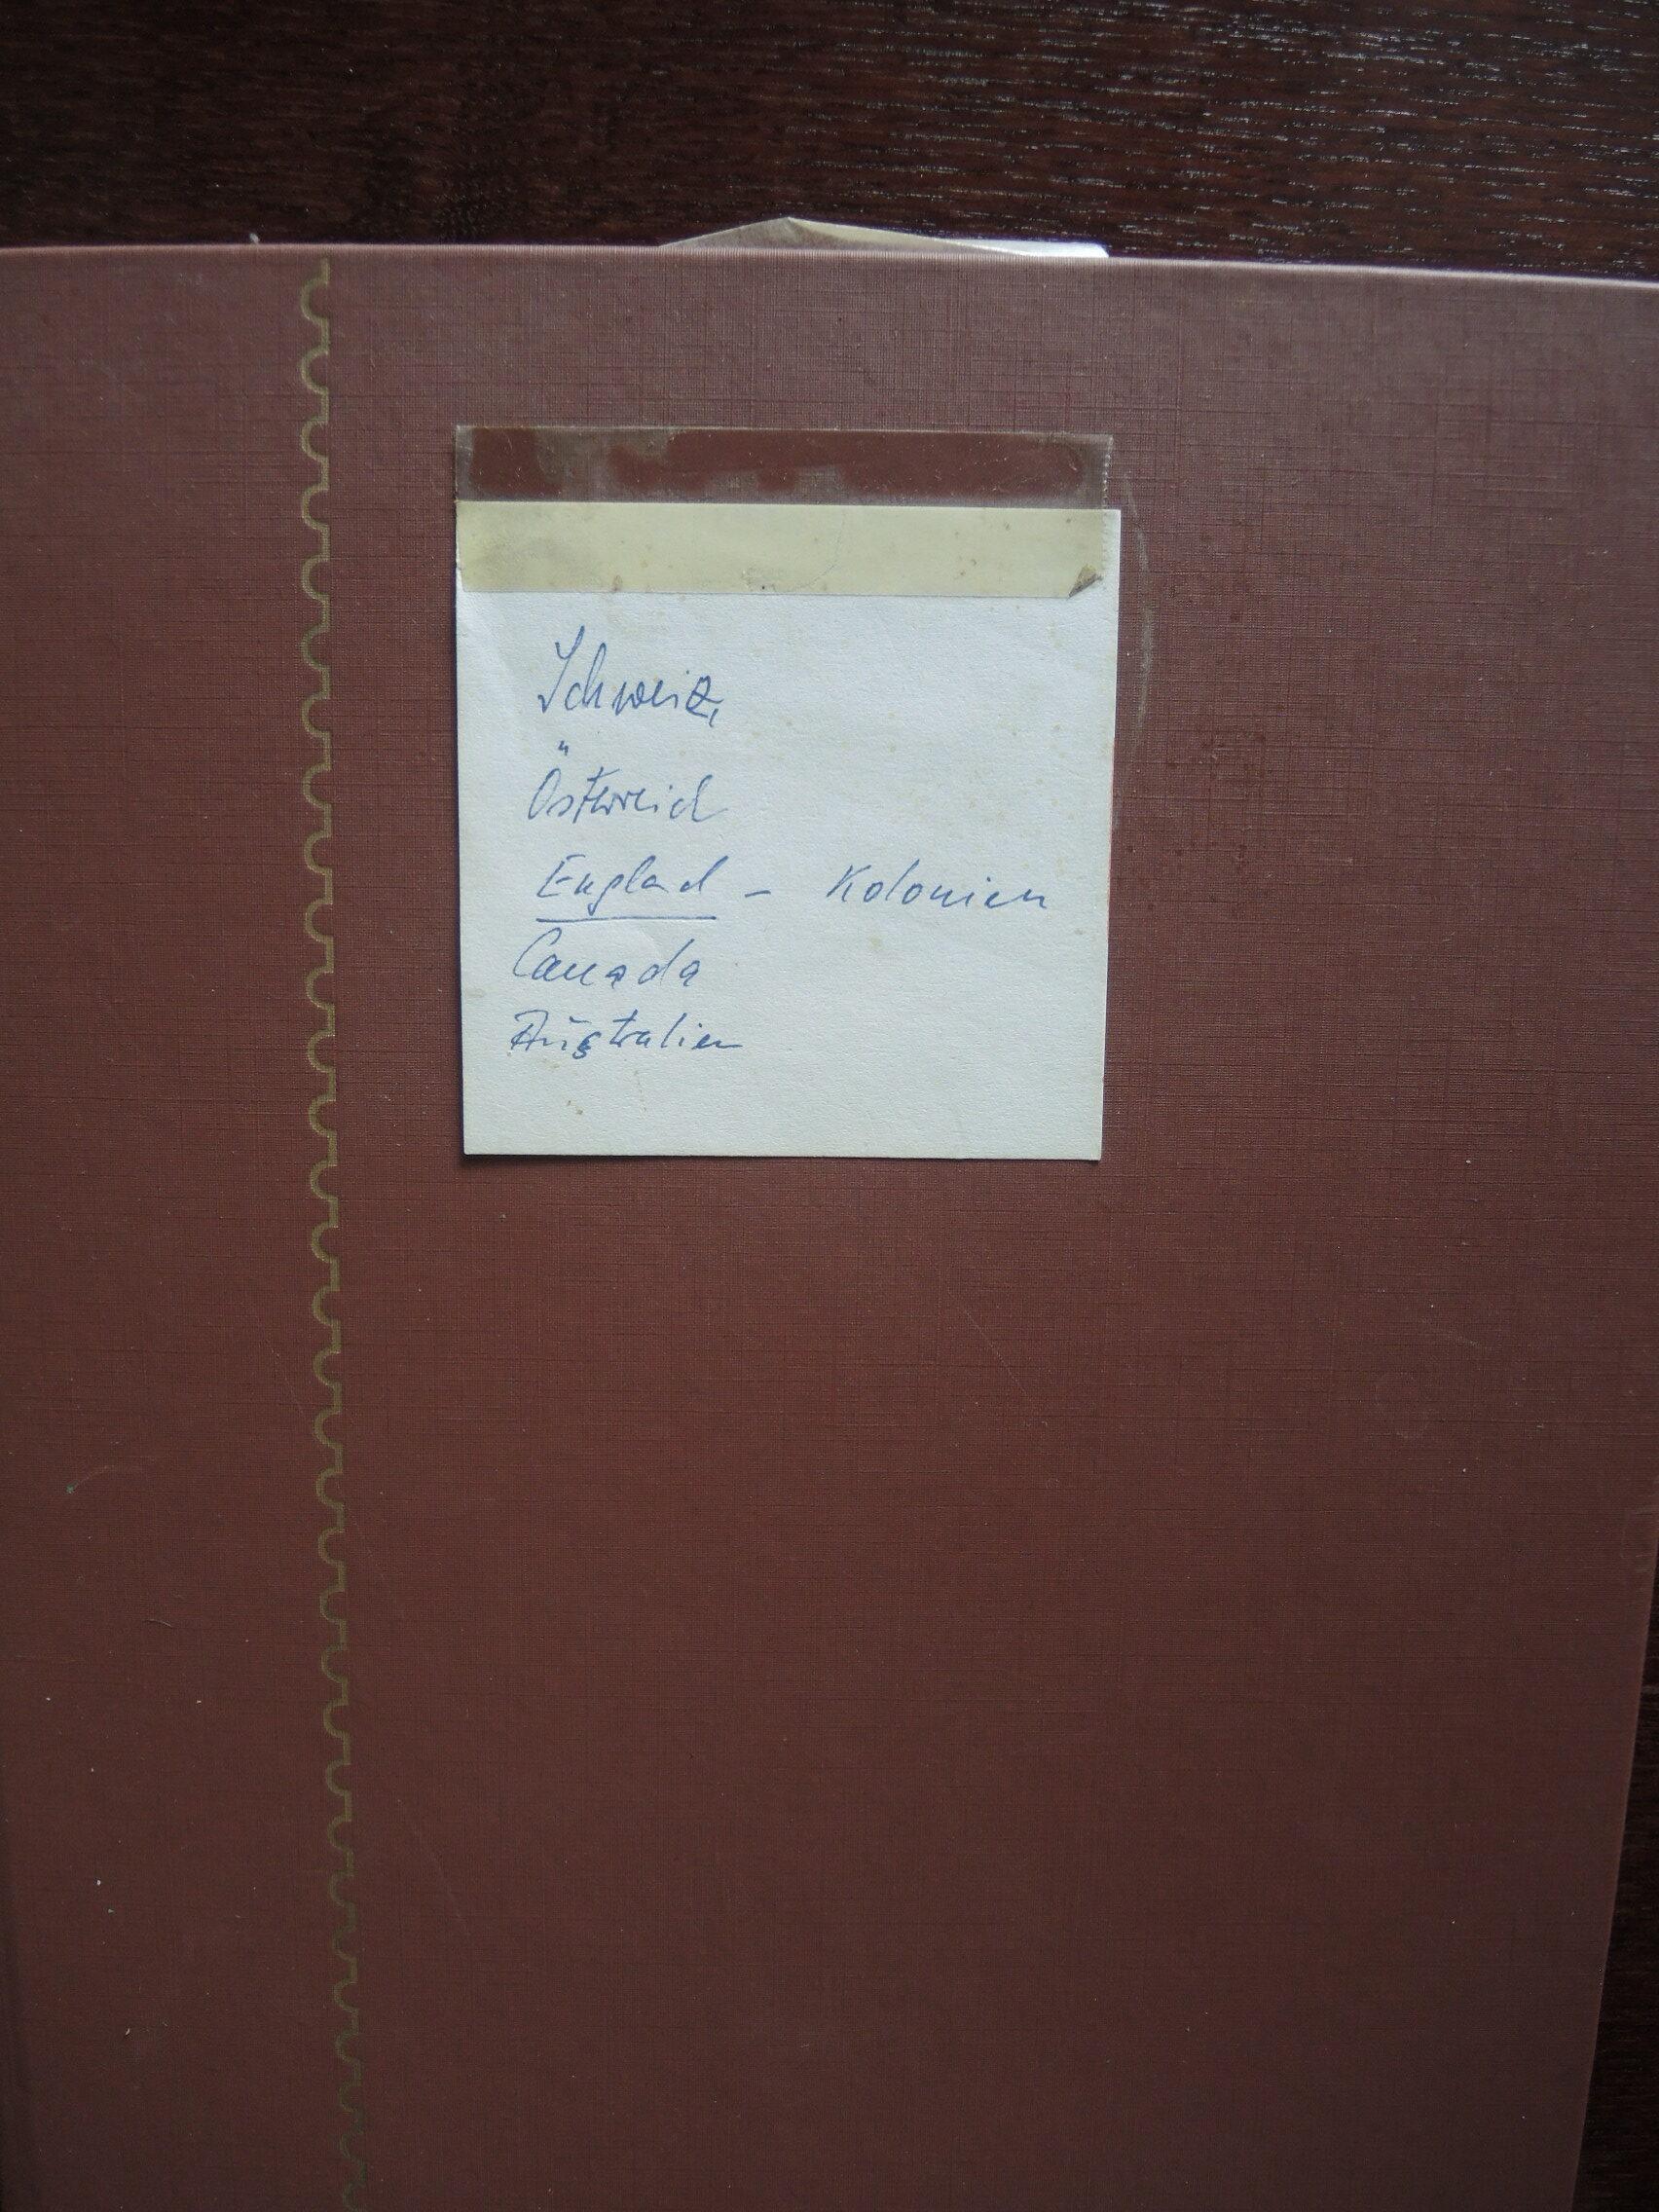 Schweiz,
Österreich
England - Kolonien
Canada
Australien